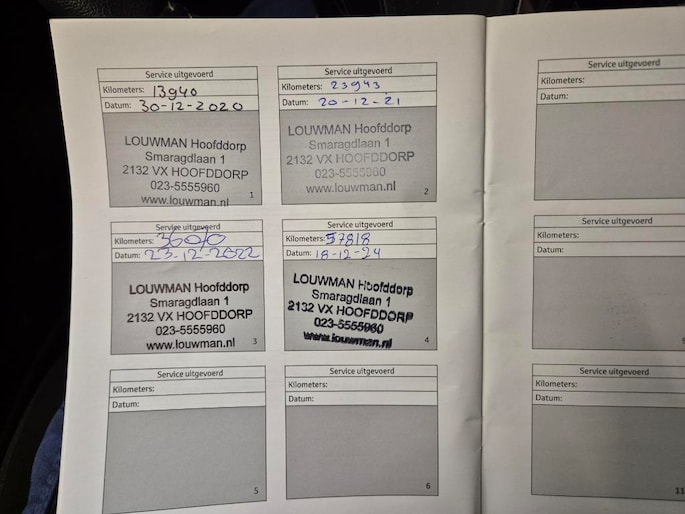 Service uitgevoerd
Kilometers: 13940
Datum: 30-12-2020
LOUWMAN Hoofddorp
Smaragdlaan 1
2132 VX HOOFDDORP
023-5555960
www.louwman.nl
1
Service uitgevoerd
Kilometers: 23943
Datum: 20-12-21
LOUWMAN Hoofddorp
Smaragdlaan 1
2132 VX HOOFDDORP
023-5555960
www.louwman.nl
2
Service uitgevoerd
Kilometers:
Datum: 23-12-2022
LOUWMAN Hoofddorp
Smaragdlaan 1
2132 VX HOOFDDORP
023-5555960
www.louwman.nl
3
Service uitgevoerd
Kilometers: 57818
Datum: 18-12-24
LOUWMAN Hoofddorp
Smaragdlaan 1
2132 VX HOOFDDORP
023-5555960
www.louwman.nl
4
Service uitgevoerd
Kilometers:
Datum:
5
Service uitgevoerd
Kilometers:
Datum:
6
Service uitgevoerd
Kilometers:
Datum:
Service uitgevoerd
Kilometers:
Datum:
9
Service uitgevoerd
Kilometers:
Datum:
11